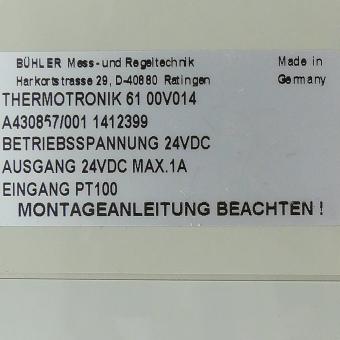 BÜHLER Mess-und Regeltechnik Made in
Harkortstrasse 29, D-40880 Ratingen Germany
THERMOTRONIK 61 00V014
A430857/001 1412399
BETRIEBSSPANNUNG 24VDC
AUSGANG 24VDC MAX.1A
EINGANG PT100
MONTAGEANLEITUNG BEACHTEN !